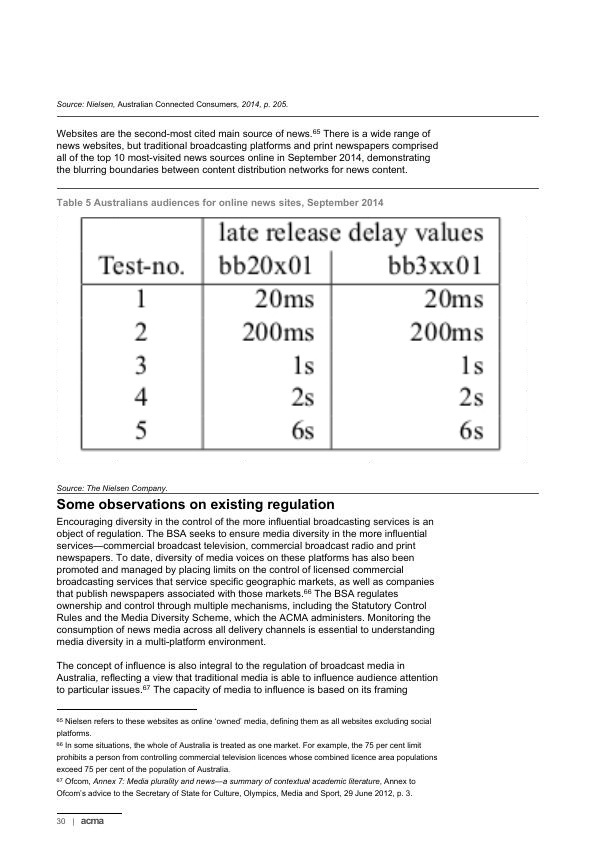 Source: Nielsen, Australian Connected Consumers, 2014, p. 205.
Websites are the second-most cited main source of news.65 There is a wide range of
news websites, but traditional broadcasting platforms and print newspapers comprised
all of the top 10 most-visited news sources online in September 2014, demonstrating
the blurring boundaries between content distribution networks for news content.
Table 5 Australians audiences for online news sites, September 2014
late release delay values
Test-no. bb20x01 bb3xx01
1 20ms 20ms
2 200ms 200ms
3 1s 1s
4 2s 2s
5 6s 6s
Source: The Nielsen Company.
Some observations on existing regulation
Encouraging diversity in the control of the more influential broadcasting services is an
object of regulation. The BSA seeks to ensure media diversity in the more influential
services—commercial broadcast television, commercial broadcast radio and print
newspapers. To date, diversity of media voices on these platforms has also been
promoted and managed by placing limits on the control of licensed commercial
broadcasting services that service specific geographic markets, as well as companies
that publish newspapers associated with those markets.66 The BSA regulates
ownership and control through multiple mechanisms, including the Statutory Control
Rules and the Media Diversity Scheme, which the ACMA administers. Monitoring the
consumption of news media across all delivery channels is essential to understanding
media diversity in a multi-platform environment.
The concept of influence is also integral to the regulation of broadcast media in
Australia, reflecting a view that traditional media is able to influence audience attention
to particular issues.67 The capacity of media to influence is based on its framing
65 Nielsen refers to these websites as online ‘owned’ media, defining them as all websites excluding social
platforms.
66 In some situations, the whole of Australia is treated as one market. For example, the 75 per cent limit
prohibits a person from controlling commercial television licences whose combined licence area populations
exceed 75 per cent of the population of Australia.
67 Ofcom, Annex 7: Media plurality and news—a summary of contextual academic literature, Annex to
Ofcom’s advice to the Secretary of State for Culture, Olympics, Media and Sport, 29 June 2012, p. 3.
30 | acma